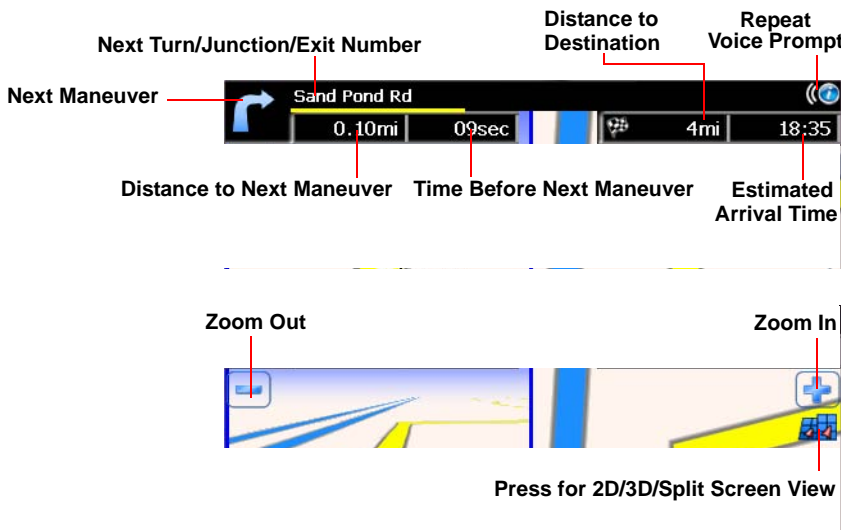 Distance to
Destination
Repeat
Voice Prompt
Next Turn/Junction/Exit Number
Next Maneuver
Sand Pond Rd
0.10mi
09sec
4mi
18:35
Distance to Next Maneuver
Time Before Next Maneuver
Estimated
Arrival Time
Zoom Out
Zoom In
Press for 2D/3D/Split Screen View